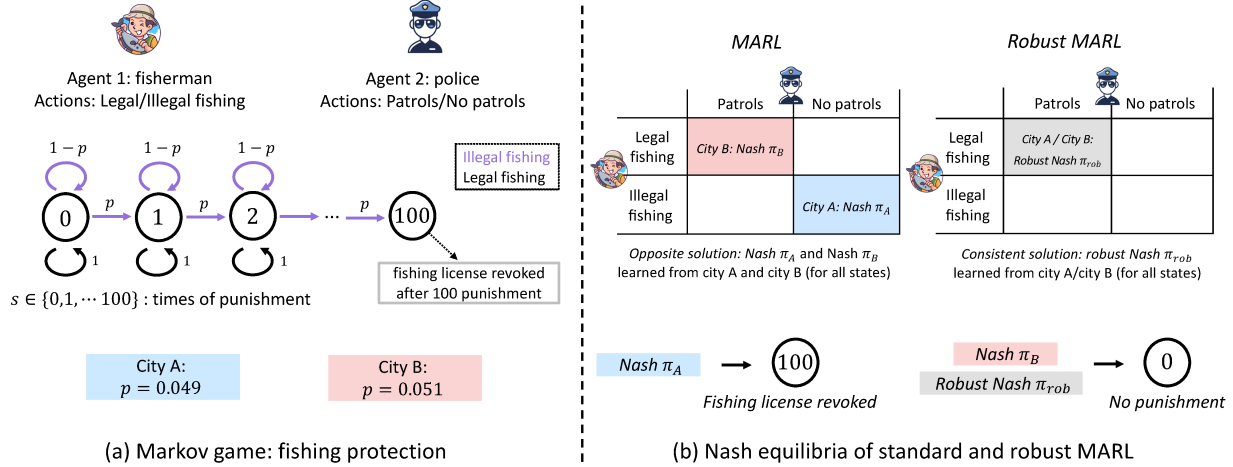 Agent 1: fisherman
Actions: Legal/Illegal fishing
Agent 2: police
Actions: Patrols/No patrols
1 − p
1 − p
1 − p
Illegal fishing
Legal fishing
0
p
1
p
2
...
p
100
1
1
1
fishing license revoked
after 100 punishment
s ∈ {0,1, ⋯ 100} : times of punishment
City A:
p = 0.049
City B:
p = 0.051
(a) Markov game: fishing protection
MARL
Patrols
No patrols
Legal
fishing
City B: Nash π_B
Illegal
fishing
City A: Nash π_A
Opposite solution: Nash π_A and Nash π_B
learned from city A and city B (for all states)
Robust MARL
Patrols
No patrols
Legal
fishing
City A / City B:
Robust Nash π_rob
Illegal
fishing
Consistent solution: robust Nash π_rob
learned from city A/city B (for all states)
Nash π_A
100
Fishing license revoked
Nash π_B
Robust Nash π_rob
0
No punishment
(b) Nash equilibria of standard and robust MARL